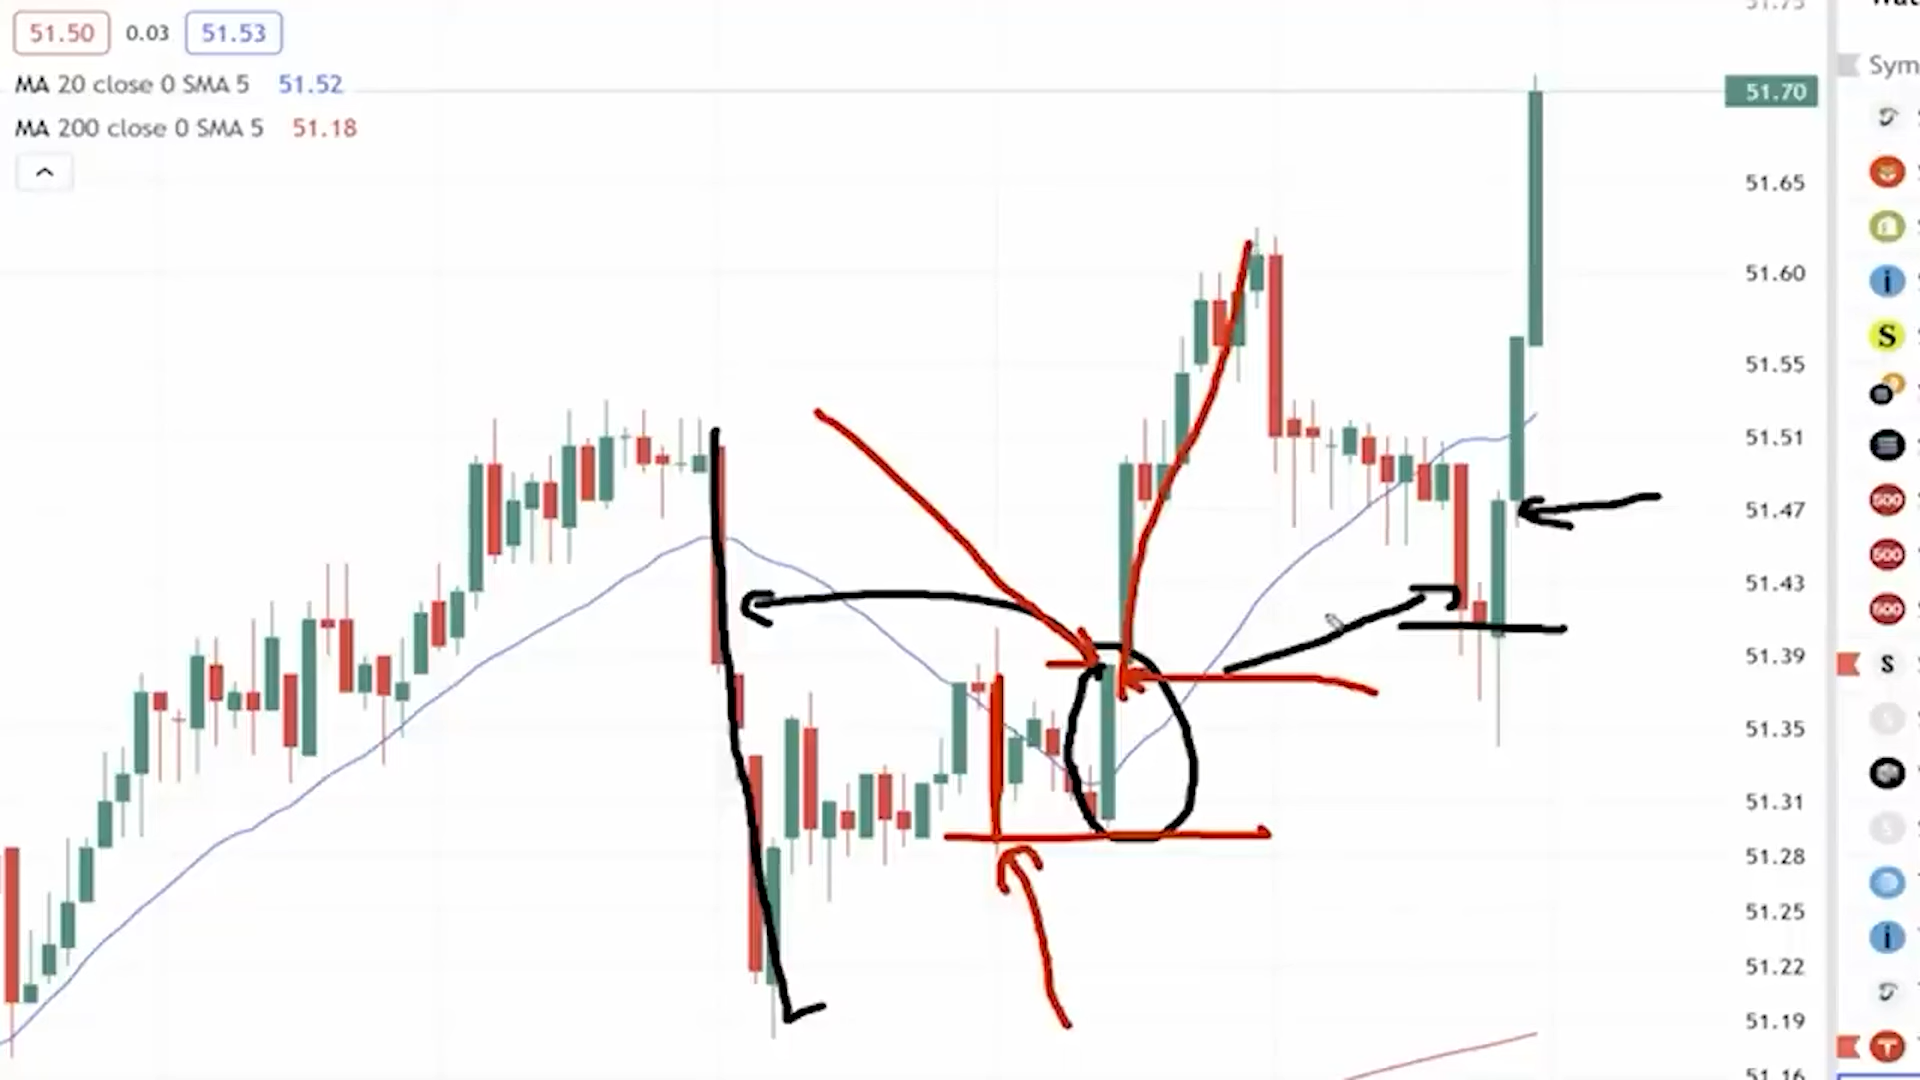 51.50 0.03 51.53
MA 20 close 0 SMA 5 51.52
MA 200 close 0 SMA 5 51.18
51.70
51.65
51.60
51.55
51.51
51.47
51.43
51.39
51.35
51.31
51.28
51.25
51.22
51.19
51.16
Sym
i
S
500
500
500
S
S
S
i
T